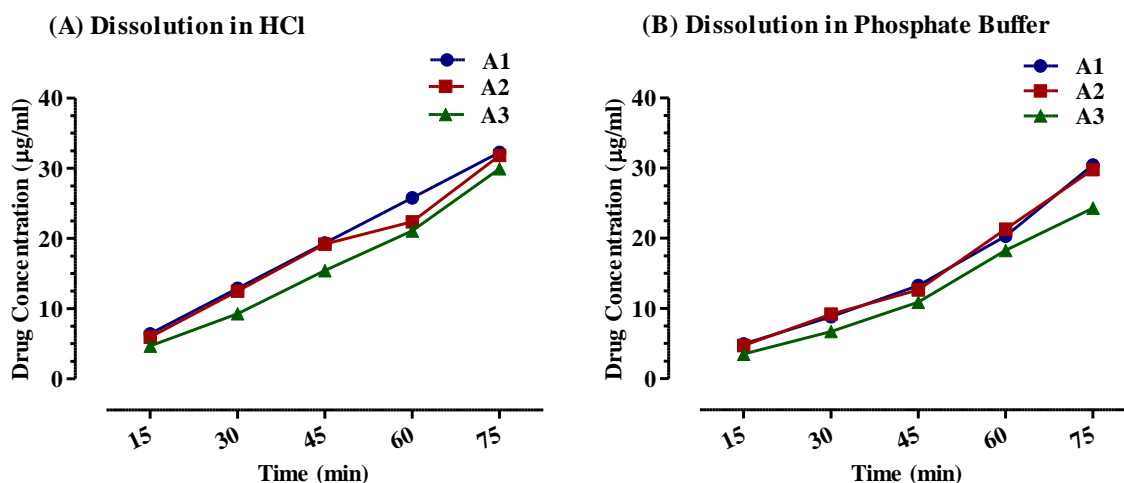 (A) Dissolution in HCl
A1
A2
A3
Drug Concentration (µg/ml)
40
30
20
10
0
15
30
45
60
75
Time (min)
(B) Dissolution in Phosphate Buffer
A1
A2
A3
Drug Concentration (µg/ml)
40
30
20
10
0
15
30
45
60
75
Time (min)